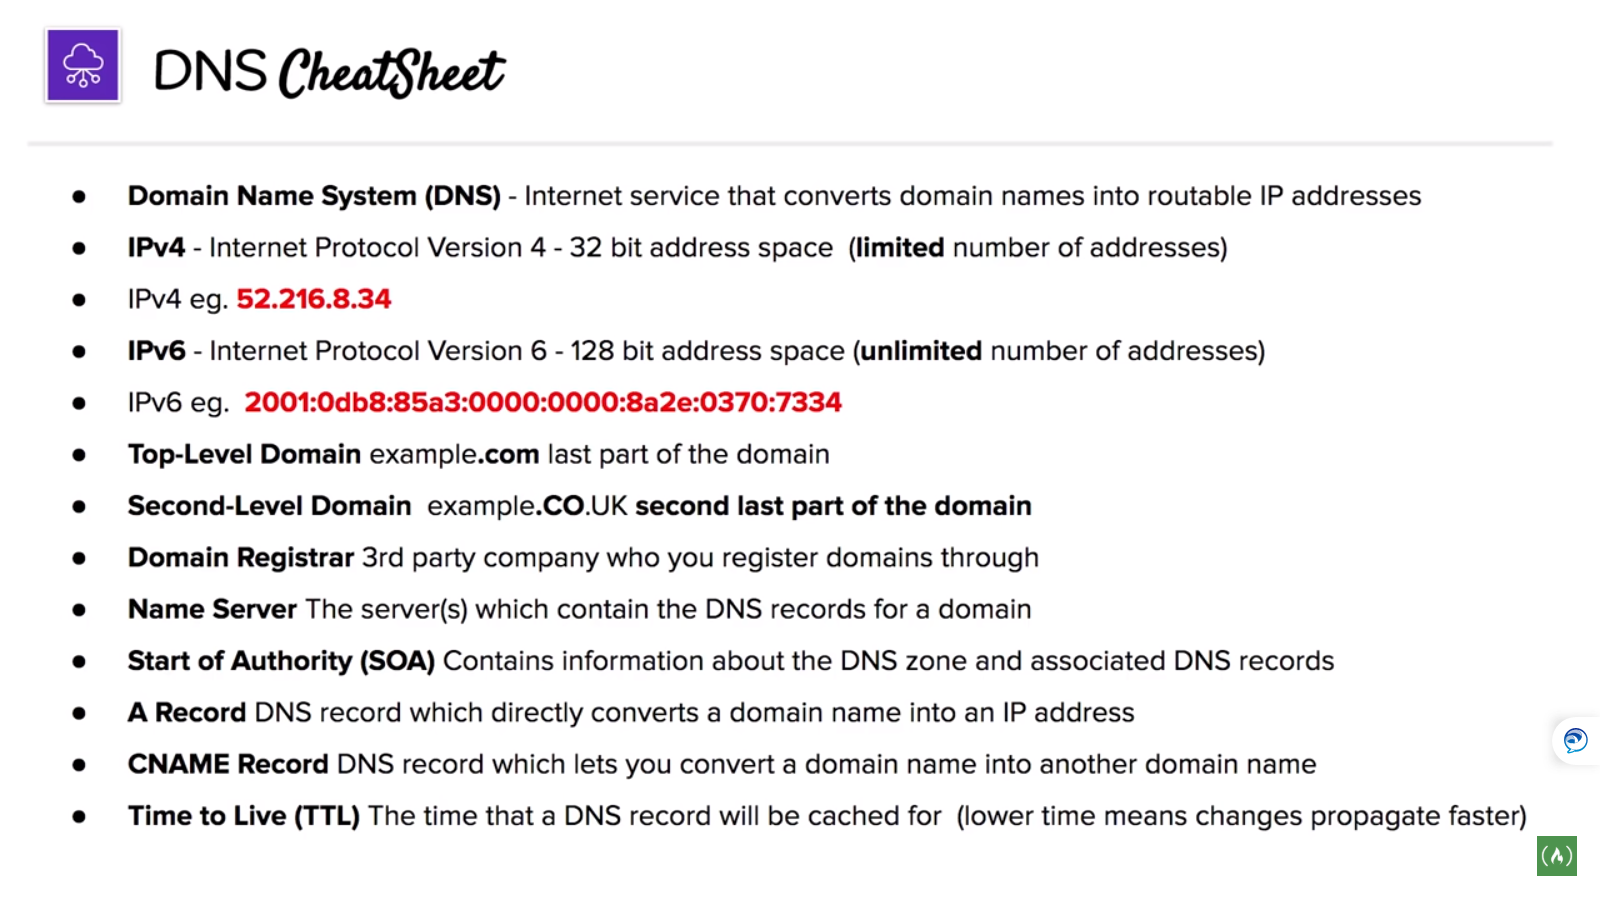 DNS CheatSheet
● Domain Name System (DNS) - Internet service that converts domain names into routable IP addresses
● IPv4 - Internet Protocol Version 4 - 32 bit address space (limited number of addresses)
● IPv4 eg. 52.216.8.34
● IPv6 - Internet Protocol Version 6 - 128 bit address space (unlimited number of addresses)
● IPv6 eg. 2001:0db8:85a3:0000:0000:8a2e:0370:7334
● Top-Level Domain example.com last part of the domain
● Second-Level Domain example.CO.UK second last part of the domain
● Domain Registrar 3rd party company who you register domains through
● Name Server The server(s) which contain the DNS records for a domain
● Start of Authority (SOA) Contains information about the DNS zone and associated DNS records
● A Record DNS record which directly converts a domain name into an IP address
● CNAME Record DNS record which lets you convert a domain name into another domain name
● Time to Live (TTL) The time that a DNS record will be cached for (lower time means changes propagate faster)